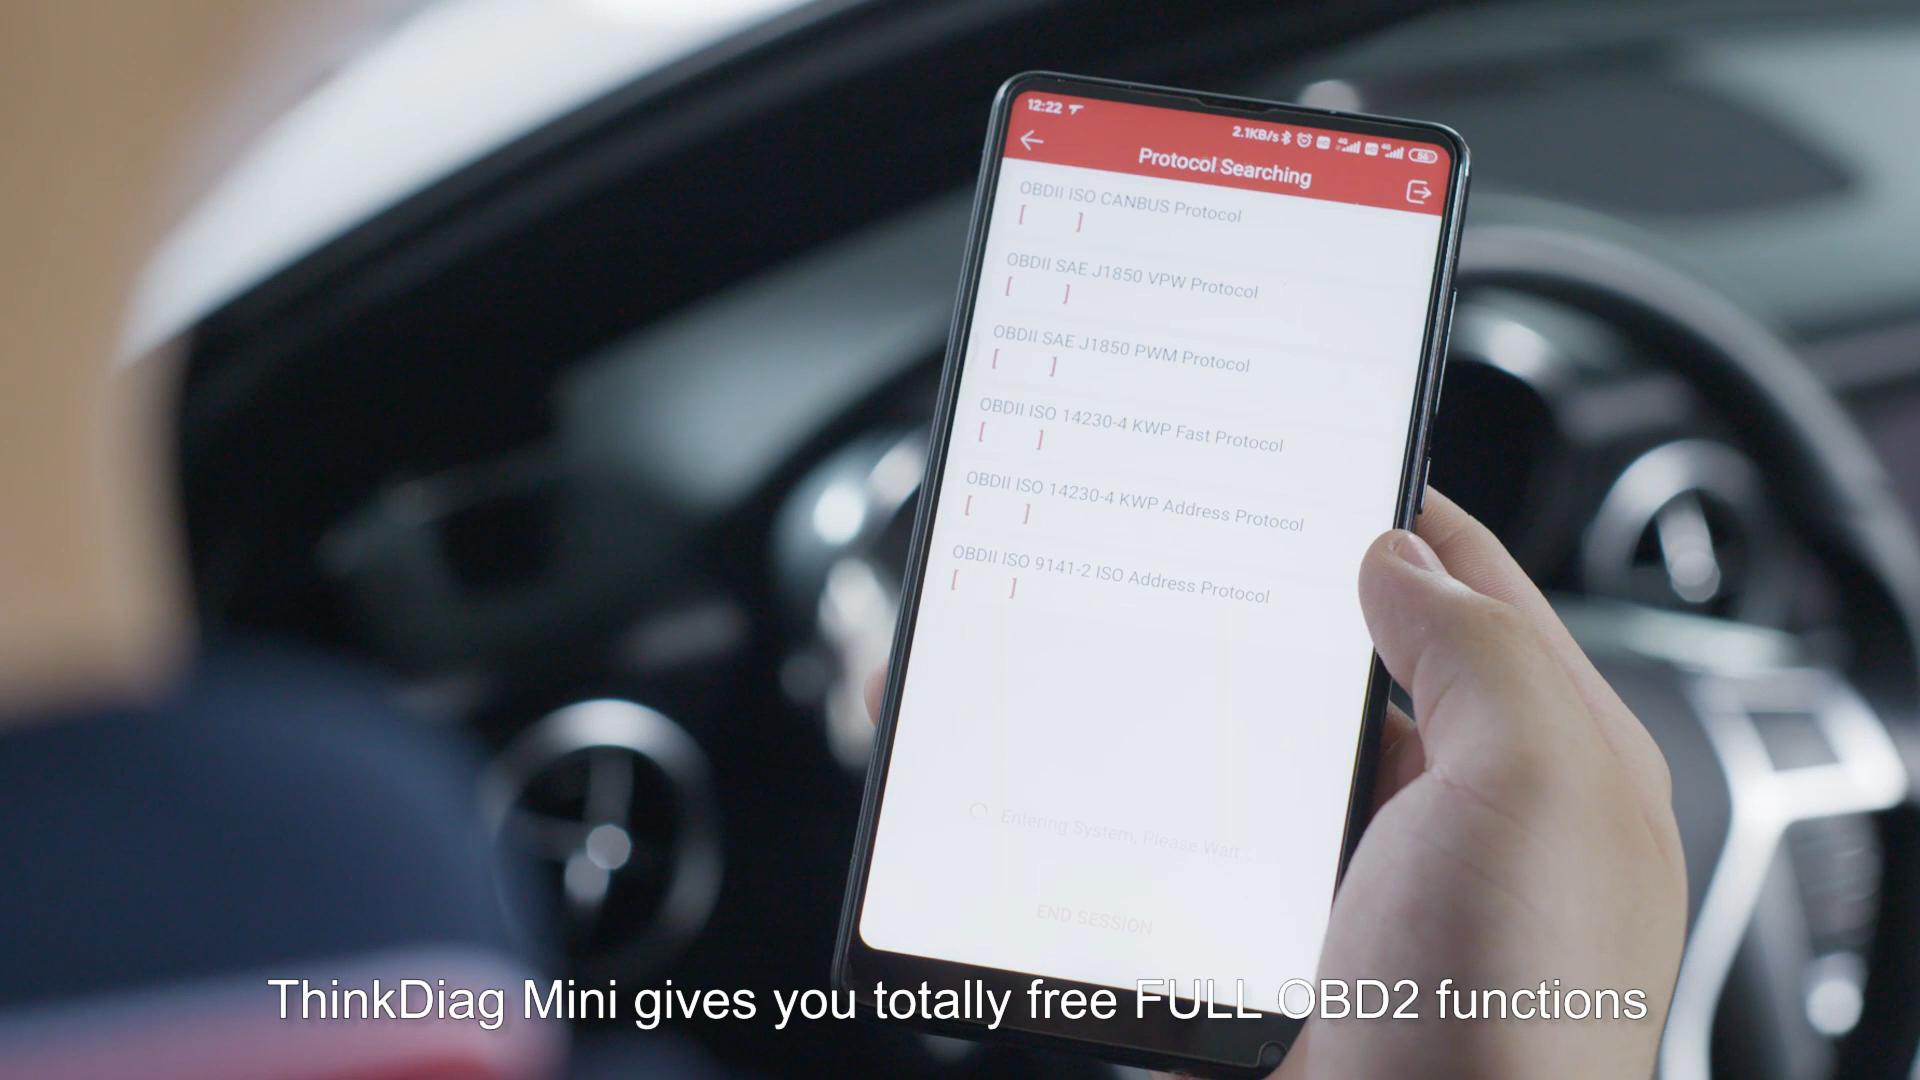 12:22
2.1KB/s
56
Protocol Searching
OBDII ISO CANBUS Protocol
[ ]
OBDII SAE J1850 VPW Protocol
[ ]
OBDII SAE J1850 PWM Protocol
[ ]
OBDII ISO 14230-4 KWP Fast Protocol
[ ]
OBDII ISO 14230-4 KWP Address Protocol
[ ]
OBDII ISO 9141-2 ISO Address Protocol
[ ]
Entering System, Please Wait...
END SESSION
ThinkDiag Mini gives you totally free FULL OBD2 functions